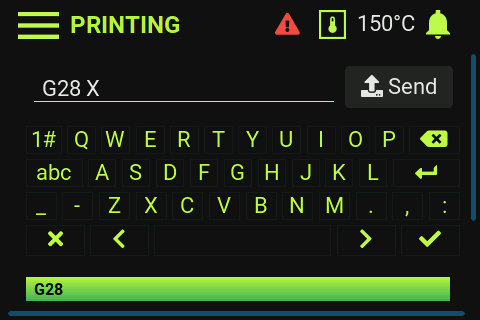 PRINTING 150°C
G28 X Send
1# Q W E R T Y U I O P
abc A S D F G H J K L
_ - Z X C V B N M . , :
G28